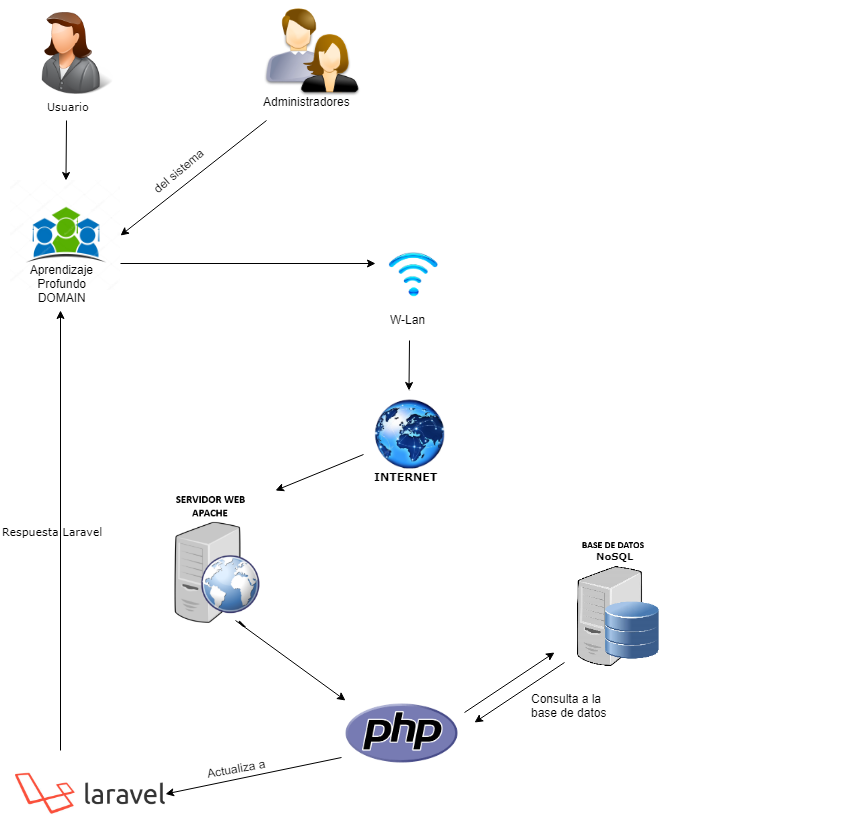 Usuario
Administradores
del sistema
Aprendizaje
Profundo
DOMAIN
W-Lan
INTERNET
SERVIDOR WEB
APACHE
Respuesta Laravel
BASE DE DATOS
NoSQL
Consulta a la
base de datos
php
Actualiza a
laravel